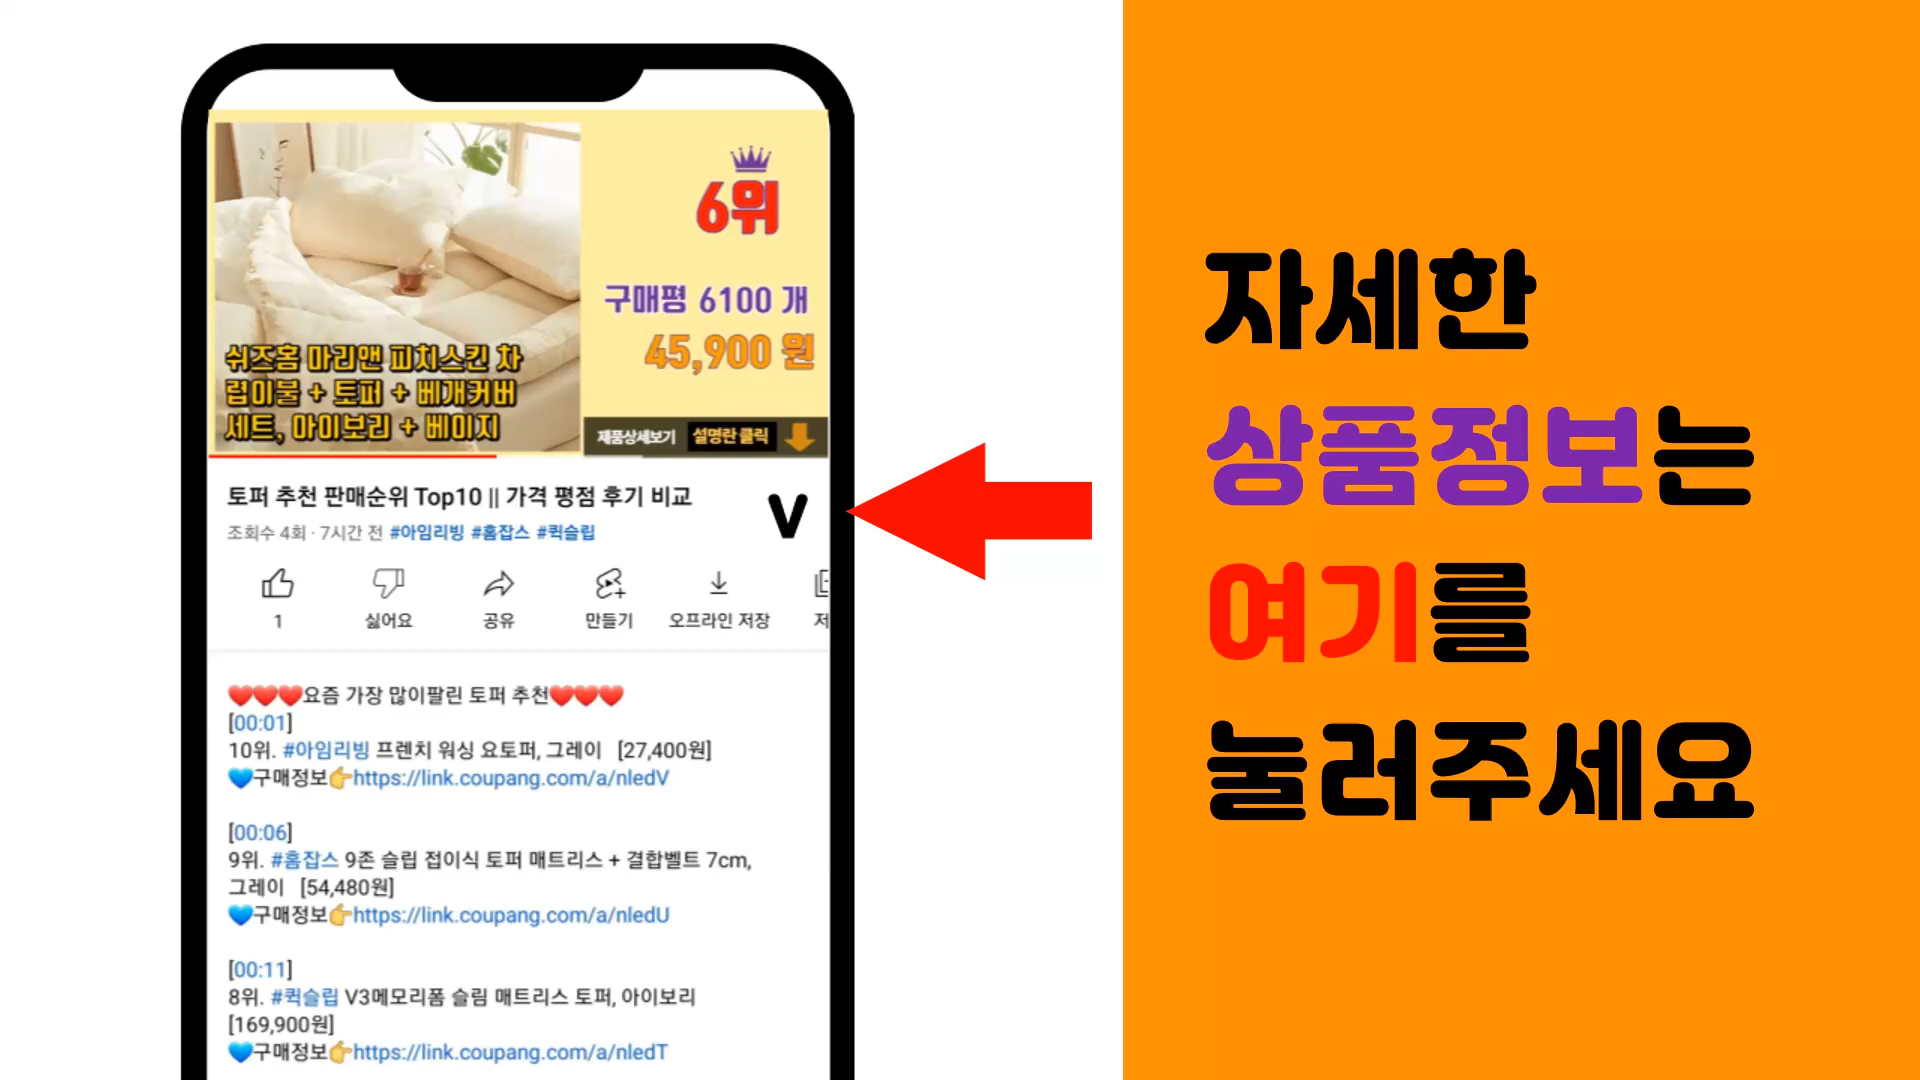 6위
구매평 6100 개
45,900 원
쉬즈홈 마리앤 피치스킨 차
렵이불 + 토퍼 + 베개커버
세트, 아이보리 + 베이지
제품상세보기 설명란 클릭
토퍼 추천 판매순위 Top10 || 가격 평점 후기 비교
V
조회수 4회 · 7시간 전 #아임리빙 #홈잡스 #퀵슬립
1 싫어요 공유 만들기 오프라인 저장 저
❤️❤️❤️요즘 가장 많이팔린 토퍼 추천❤️❤️❤️
[00:01]
10위. #아임리빙 프렌치 워싱 요토퍼, 그레이 [27,400원]
💙구매정보👉https://link.coupang.com/a/nledV
[00:06]
9위. #홈잡스 9존 슬립 접이식 토퍼 매트리스 + 결합벨트 7cm,
그레이 [54,480원]
💙구매정보👉https://link.coupang.com/a/nledU
[00:11]
8위. #퀵슬립 V3메모리폼 슬림 매트리스 토퍼, 아이보리
[169,900원]
💙구매정보👉https://link.coupang.com/a/nledT
자세한
상품정보는
여기를
눌러주세요